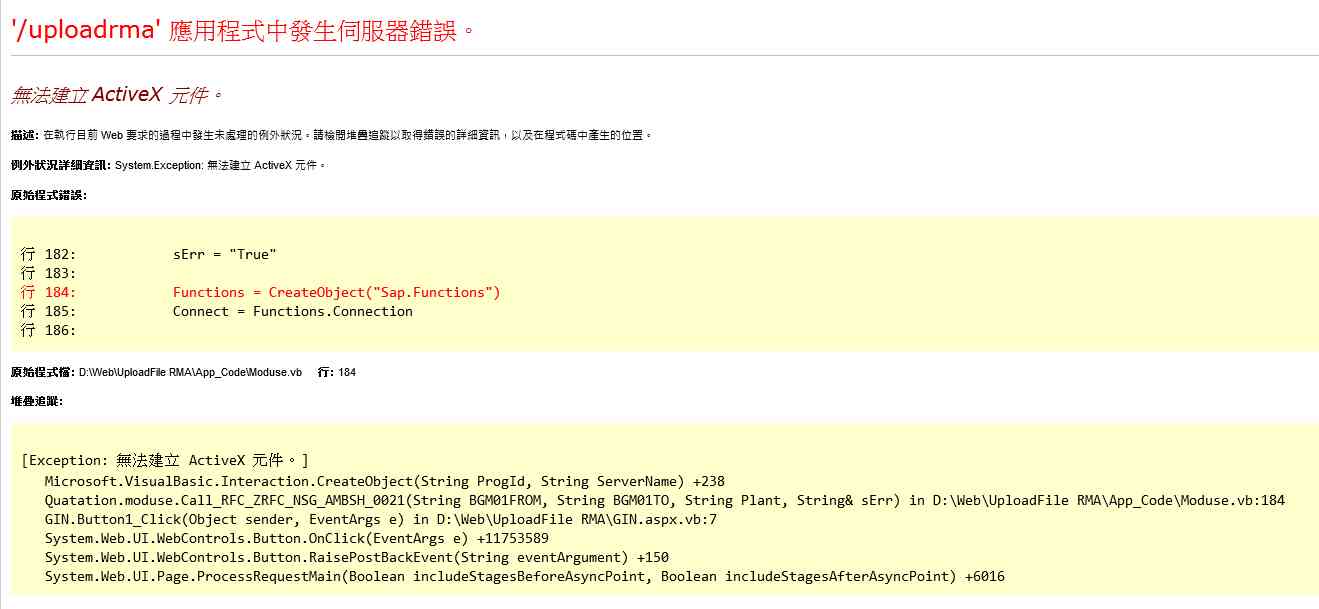 '/uploadrma' 應用程式中發生伺服器錯誤。
無法建立 ActiveX 元件。
描述: 在執行目前 Web 要求的過程中發生未處理的例外狀況。請檢閱堆疊追蹤以取得錯誤的詳細資訊，以及在程式碼中產生的位置。
例外狀況詳細資訊: System.Exception: 無法建立 ActiveX 元件。
原始程式錯誤:
行 182:            sErr = "True"
行 183:
行 184:            Functions = CreateObject("Sap.Functions")
行 185:            Connect = Functions.Connection
行 186:
原始程式檔: D:\Web\UploadFile RMA\App_Code\Moduse.vb    行: 184
堆疊追蹤:
[Exception: 無法建立 ActiveX 元件。]
   Microsoft.VisualBasic.Interaction.CreateObject(String ProgId, String ServerName) +238
   Quatation.moduse.Call_RFC_ZRFC_NSG_AMBSH_0021(String BGM01FROM, String BGM01TO, String Plant, String& sErr) in D:\Web\UploadFile RMA\App_Code\Moduse.vb:184
   GIN.Button1_Click(Object sender, EventArgs e) in D:\Web\UploadFile RMA\GIN.aspx.vb:7
   System.Web.UI.WebControls.Button.OnClick(EventArgs e) +11753589
   System.Web.UI.WebControls.Button.RaisePostBackEvent(String eventArgument) +150
   System.Web.UI.Page.ProcessRequestMain(Boolean includeStagesBeforeAsyncPoint, Boolean includeStagesAfterAsyncPoint) +6016